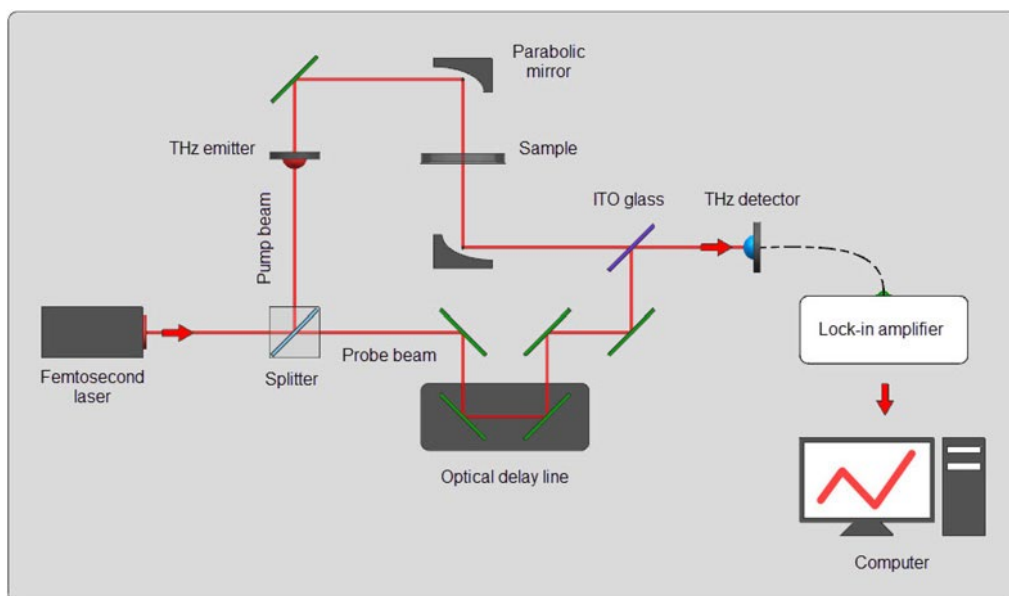 Parabolic
mirror
THz emitter
Sample
ITO glass
THz detector
Pump beam
Lock-in amplifier
Probe beam
Femtosecond
laser
Splitter
Optical delay line
Computer